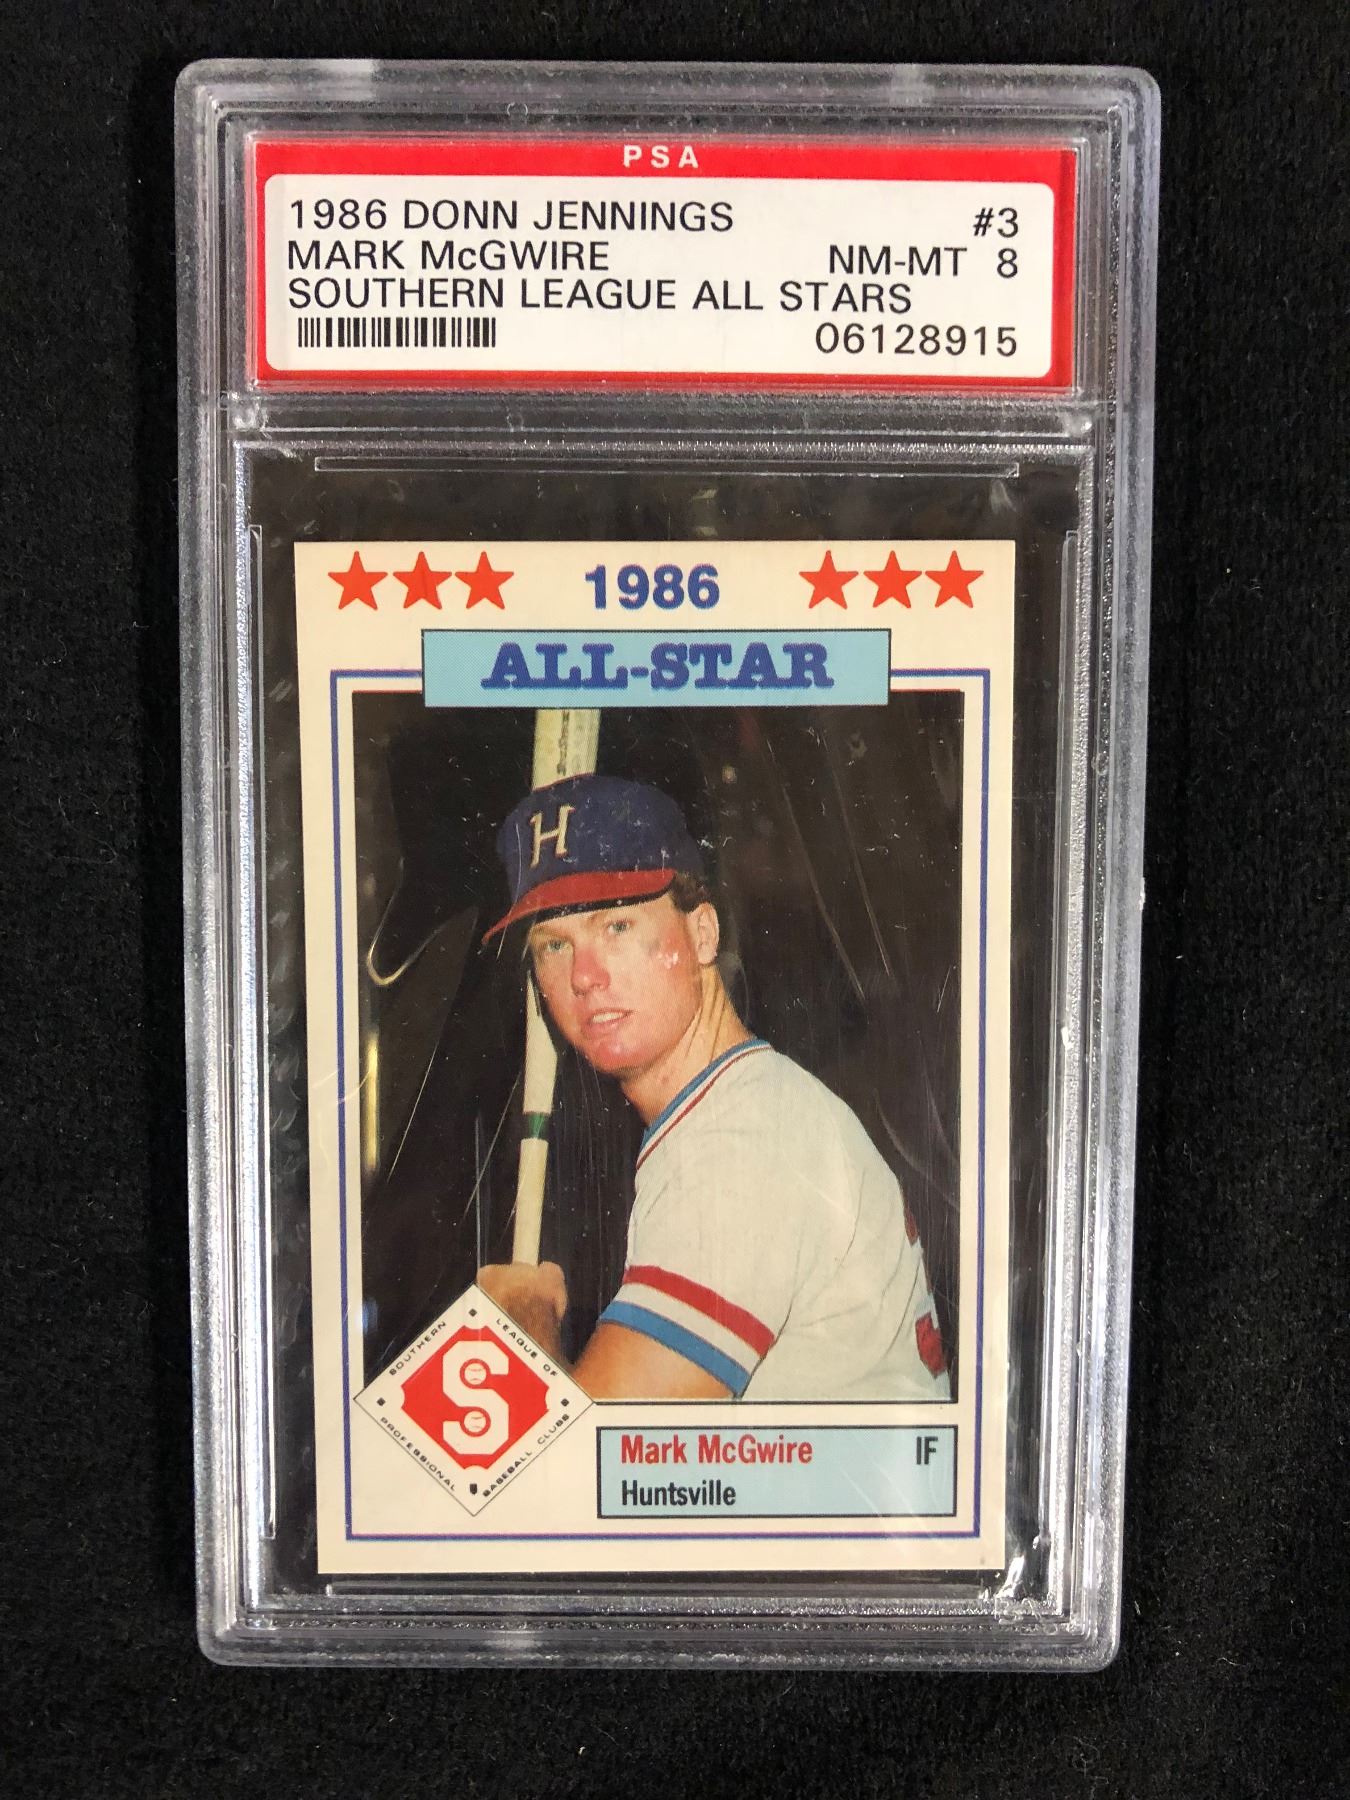 PSA
1986 DONN JENNINGS #3
MARK McGWIRE NM-MT 8
SOUTHERN LEAGUE ALL STARS
06128915
1986
ALL-STAR
H
SOUTHERN LEAGUE OF
S
PROFESSIONAL BASEBALL CLUBS
Mark McGwire IF
Huntsville